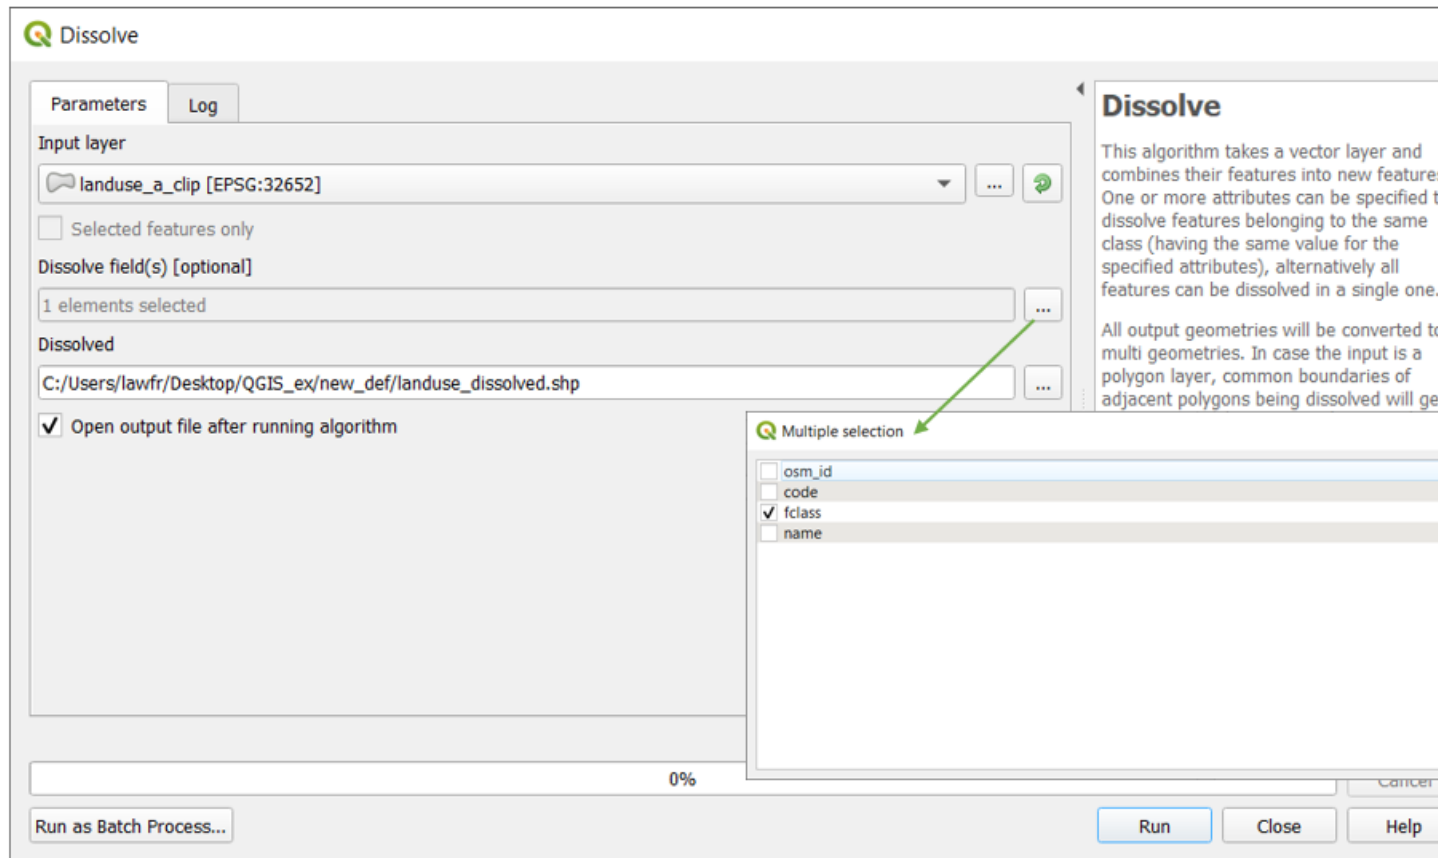 Dissolve
Parameters
Log
Input layer
landuse_a_clip [EPSG:32652]
...
Selected features only
Dissolve field(s) [optional]
1 elements selected
...
Dissolved
C:/Users/lawfr/Desktop/QGIS_ex/new_def/landuse_dissolved.shp
...
Open output file after running algorithm
Dissolve
This algorithm takes a vector layer and
combines their features into new feature
One or more attributes can be specified t
dissolve features belonging to the same
class (having the same value for the
specified attributes), alternatively all
features can be dissolved in a single one.
All output geometries will be converted to
multi geometries. In case the input is a
polygon layer, common boundaries of
adjacent polygons being dissolved will ge
Multiple selection
osm_id
code
fclass
name
0%
Cancel
Run as Batch Process...
Run
Close
Help